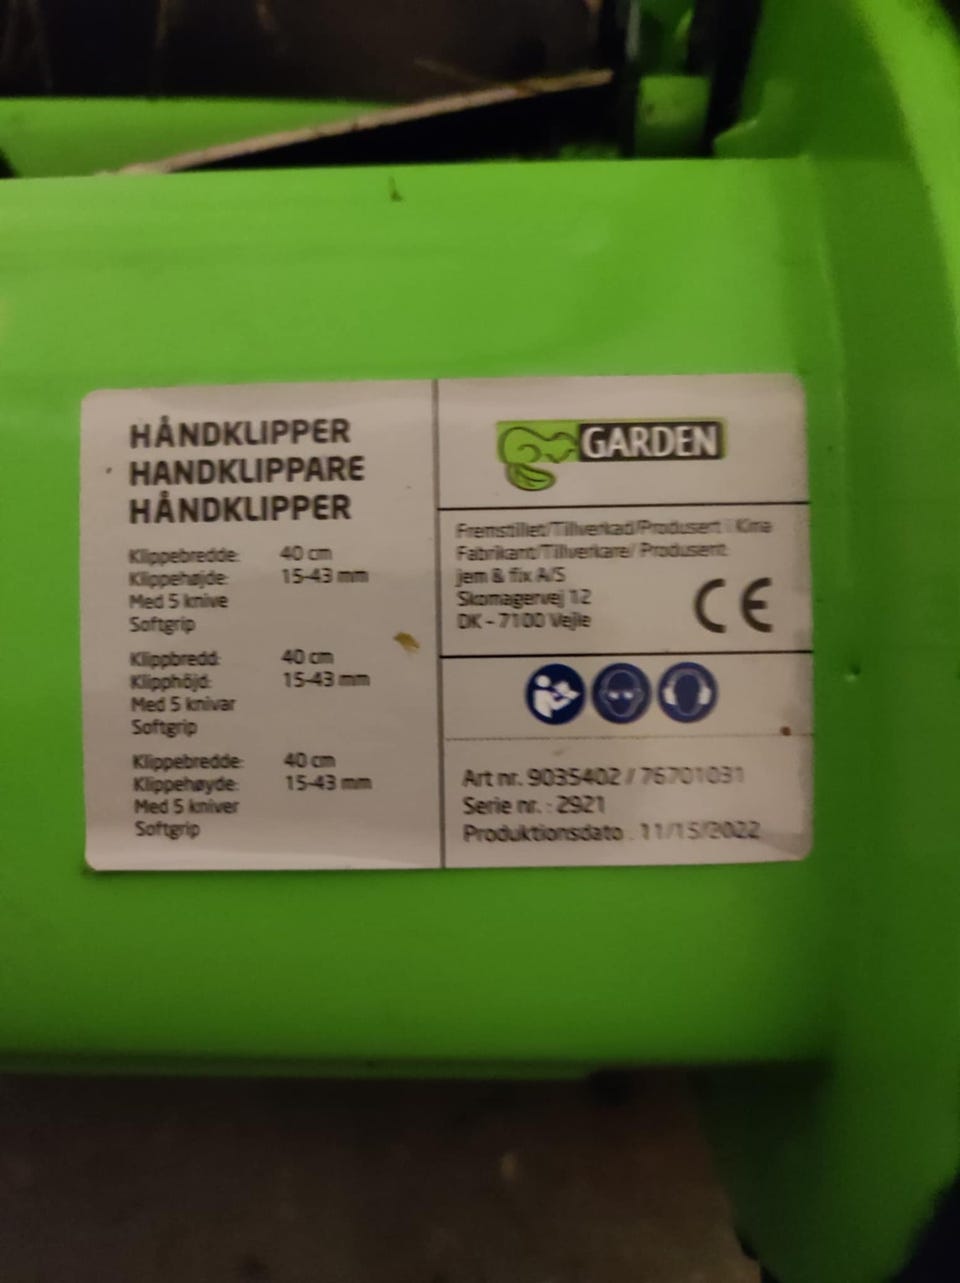 HÅNDKLIPPER
HANDKLIPPARE
HÅNDKLIPPER
Klippebredde: 40 cm
Klippehøjde: 15-43 mm
Med 5 knive
Softgrip
Klippbredd: 40 cm
Klipphöjd: 15-43 mm
Med 5 knivar
Softgrip
Klippebredde: 40 cm
Klippehøyde: 15-43 mm
Med 5 kniver
Softgrip
GARDEN
Fremstillet/Tillverkad/Produsert i Kina
Fabrikant/Tillverkare/ Produsent:
jem & fix A/S
Skomagervej 12
DK - 7100 Vejle
CE
Art nr. 9035402 / 76701031
Serie nr. : 2921
Produktionsdato : 11/15/2022